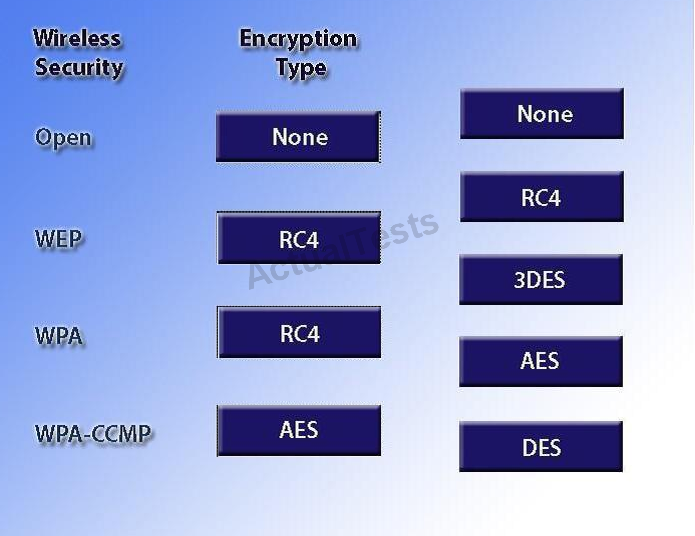 Wireless Security
Encryption Type
Open
None
WEP
RC4
WPA
RC4
WPA-CCMP
AES
None
RC4
3DES
AES
DES
ActualTests